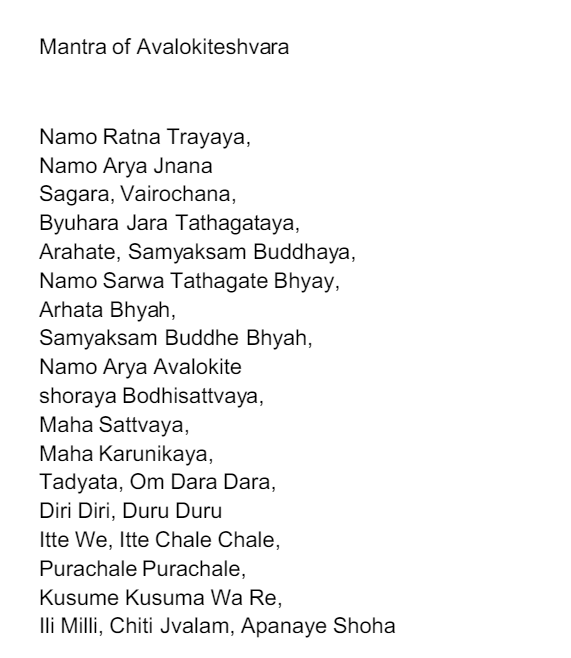 Mantra of Avalokiteshvara
Namo Ratna Trayaya,
Namo Arya Jnana
Sagara, Vairochana,
Byuhara Jara Tathagataya,
Arahate, Samyaksam Buddhaya,
Namo Sarwa Tathagate Bhyay,
Arhata Bhyah,
Samyaksam Buddhe Bhyah,
Namo Arya Avalokite
shoraya Bodhisattvaya,
Maha Sattvaya,
Maha Karunikaya,
Tadyata, Om Dara Dara,
Diri Diri, Duru Duru
Itte We, Itte Chale Chale,
Purachale Purachale,
Kusume Kusuma Wa Re,
Ili Milli, Chiti Jvalam, Apanaye Shoha